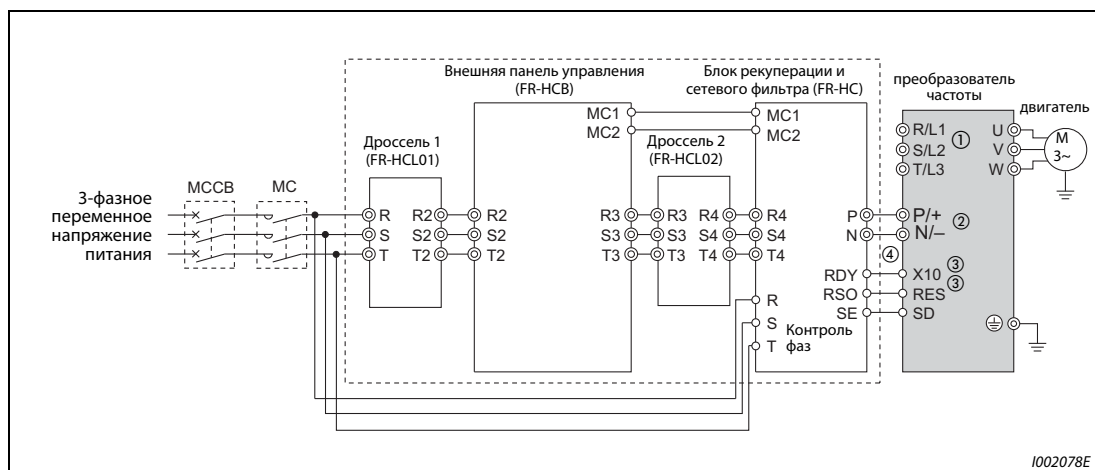 Внешняя панель управления
(FR-HCB)
Блок рекуперации и
сетевого фильтра (FR-HC)
преобразователь
частоты
двигатель
Дроссель 1
(FR-HCL01)
Дроссель 2
(FR-HCL02)
MCCB
MC
3-фазное
переменное
напряжение
питания
R
S
T
R2
S2
T2
R2
S2
T2
MC1
MC2
R3
S3
T3
R3
S3
T3
R4
S4
T4
MC1
MC2
R4
S4
T4
R
S
T
Контроль
фаз
P
N
RDY
RSO
SE
④
R/L1
S/L2
T/L3
①
P/+
N/–
②
X10 ③
RES ③
SD
U
V
W
M
3~
I002078E